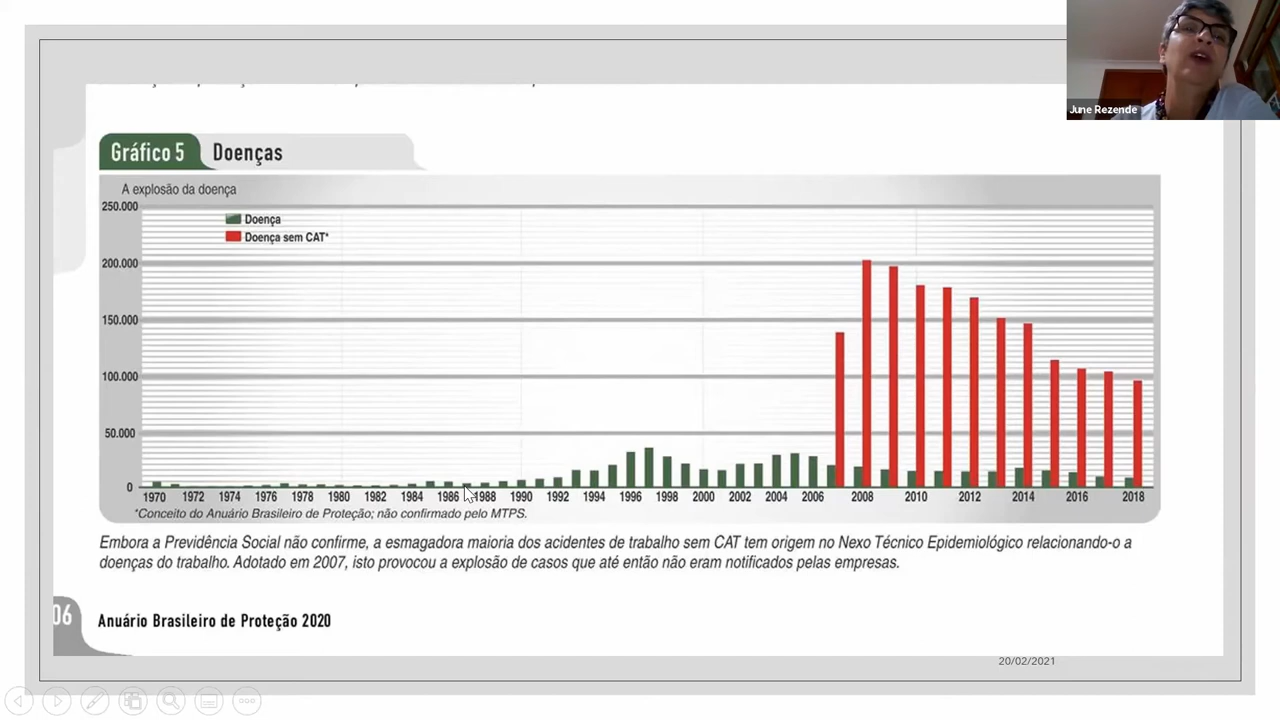 June Rezende
Gráfico 5 Doenças
A explosão da doença
250.000
200.000
150.000
100.000
50.000
0
Doença
Doença sem CAT*
1970 1972 1974 1976 1978 1980 1982 1984 1986 1988 1990 1992 1994 1996 1998 2000 2002 2004 2006 2008 2010 2012 2014 2016 2018
*Conceito do Anuário Brasileiro de Proteção; não confirmado pelo MTPS.
Embora a Previdência Social não confirme, a esmagadora maioria dos acidentes de trabalho sem CAT tem origem no Nexo Técnico Epidemiológico relacionando-o a
doenças do trabalho. Adotado em 2007, isto provocou a explosão de casos que até então não eram notificados pelas empresas.
06 Anuário Brasileiro de Proteção 2020
20/02/2021